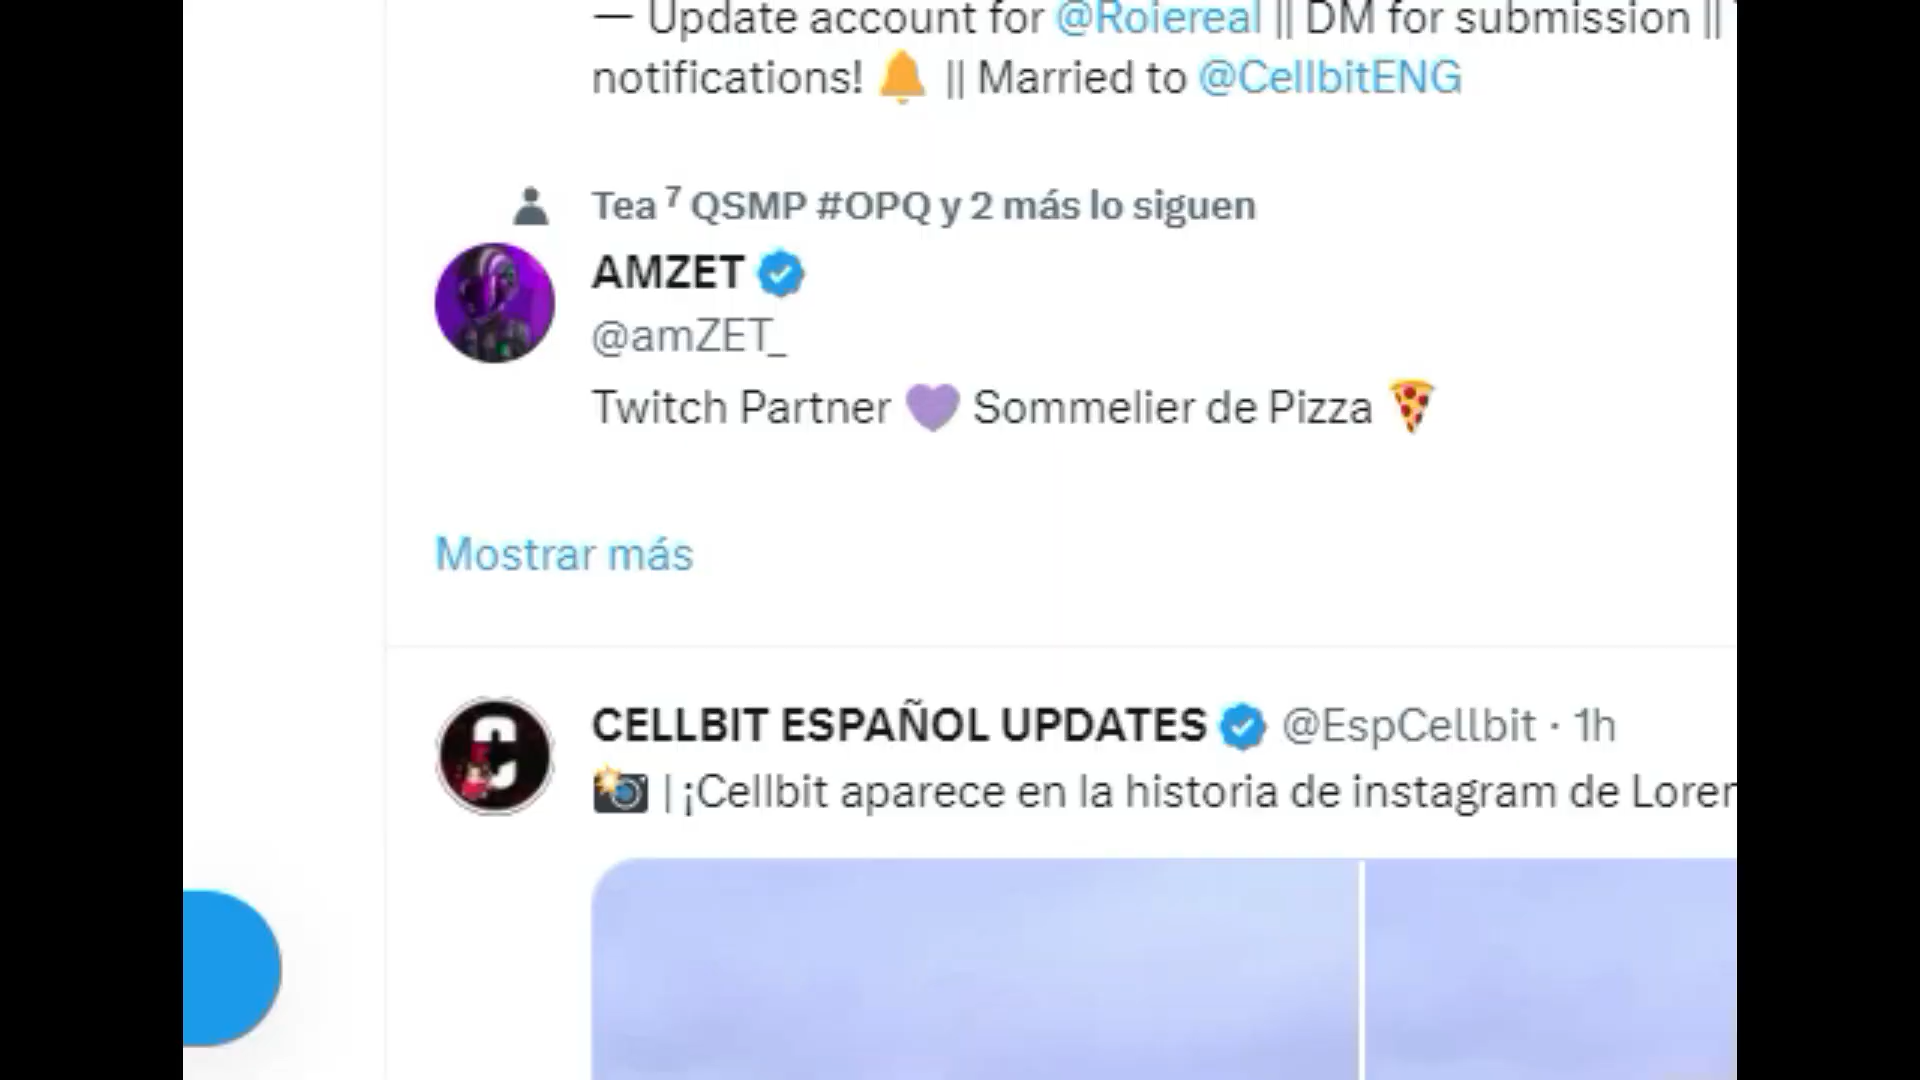 — Update account for @Roiereal || DM for submission ||
notifications! 🔔 || Married to @CellbitENG
Tea ⁷ QSMP #OPQ y 2 más lo siguen
AMZET
@amZET_
Twitch Partner 💜 Sommelier de Pizza 🍕
Mostrar más
CELLBIT ESPAÑOL UPDATES @EspCellbit · 1h
📸 | ¡Cellbit aparece en la historia de instagram de